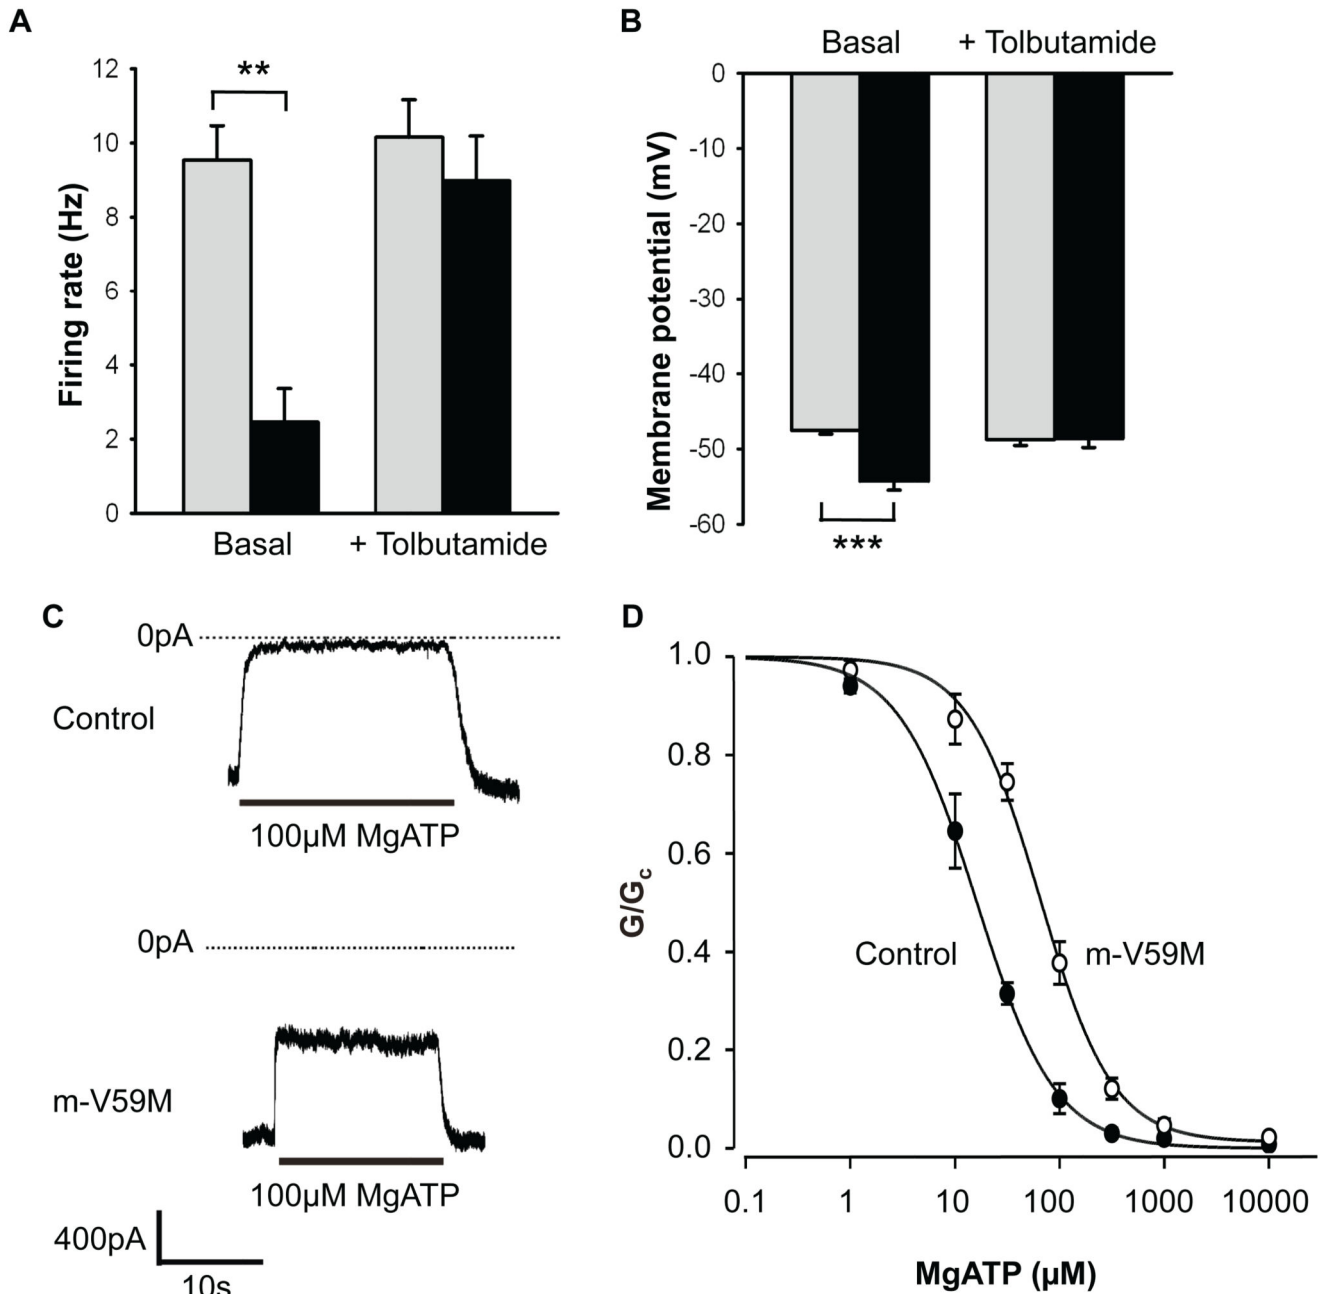 A
12
10
8
6
4
2
0
Firing rate (Hz)
**
Basal
+ Tolbutamide
B
Basal
+ Tolbutamide
0
-10
-20
-30
-40
-50
-60
Membrane potential (mV)
***
C
0pA
Control
100µM MgATP
0pA
m-V59M
100µM MgATP
400pA
10s
D
1.0
0.8
0.6
0.4
0.2
0.0
G/Gc
Control
m-V59M
0.1
1
10
100
1000
10000
MgATP (µM)